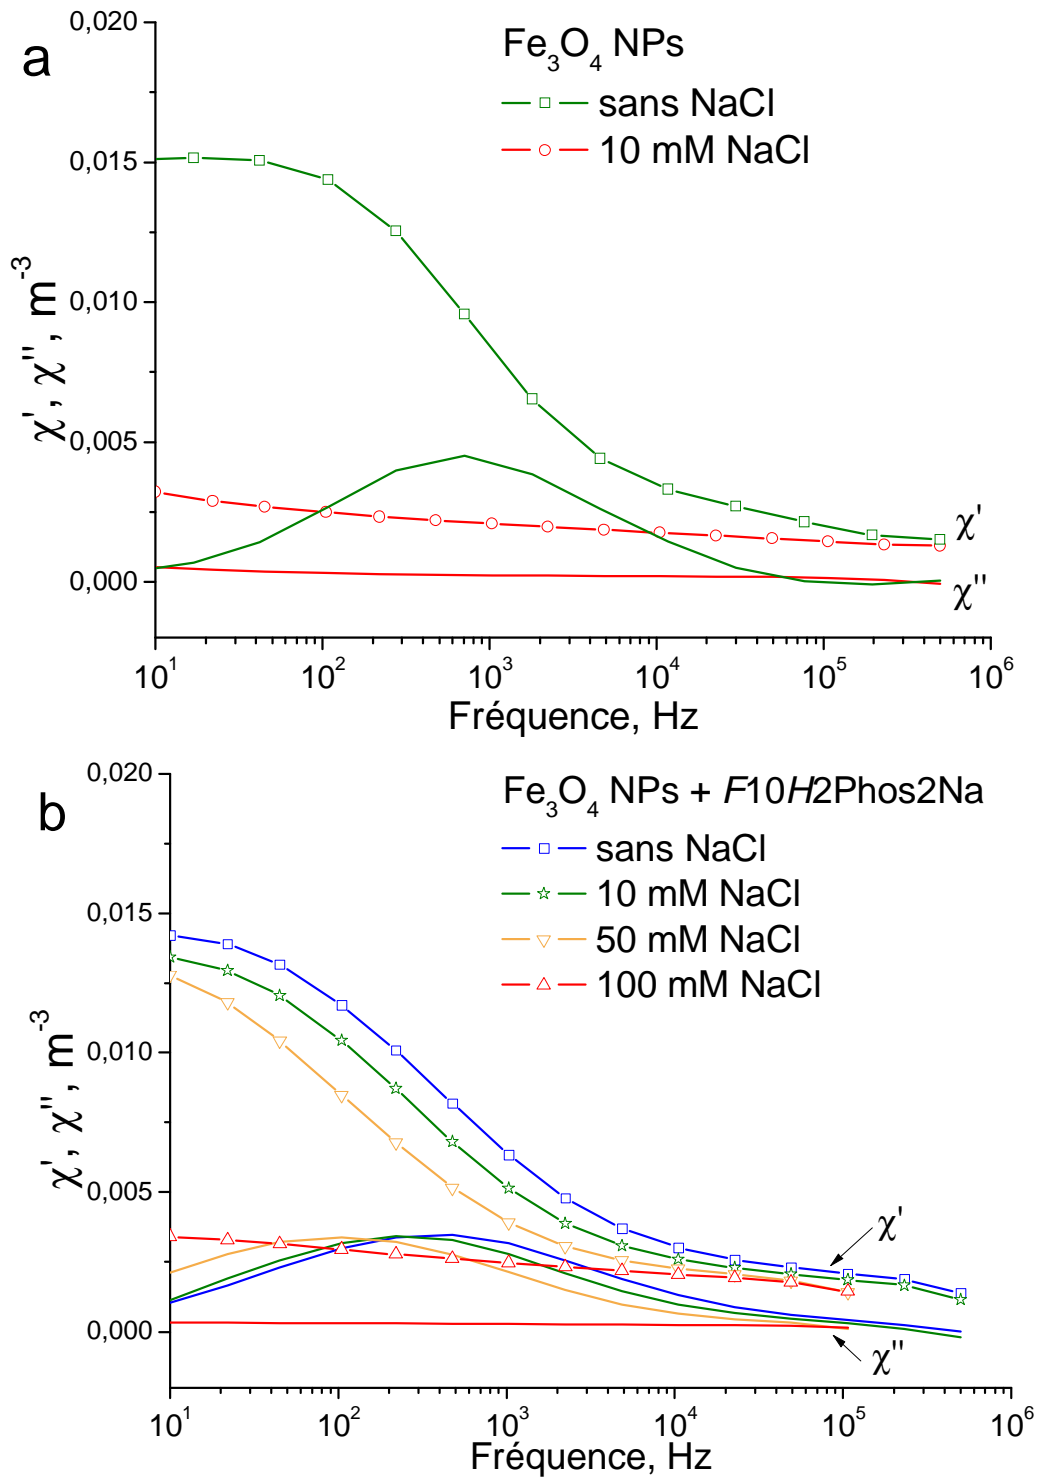 a
Fe3O4 NPs
sans NaCl
10 mM NaCl
0,020
0,015
0,010
0,005
0,000
χ', χ'', m-3
χ'
χ''
10^1 10^2 10^3 10^4 10^5 10^6
Fréquence, Hz
b
Fe3O4 NPs + F10H2Phos2Na
sans NaCl
10 mM NaCl
50 mM NaCl
100 mM NaCl
0,020
0,015
0,010
0,005
0,000
χ', χ'', m-3
χ'
χ''
10^1 10^2 10^3 10^4 10^5 10^6
Fréquence, Hz